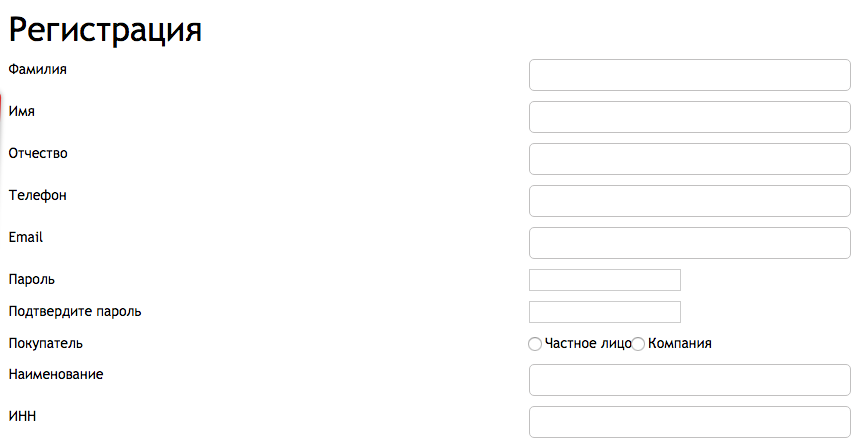 Регистрация
Фамилия
Имя
Отчество
Телефон
Email
Пароль
Подтвердите пароль
Покупатель Частное лицо Компания
Наименование
ИНН